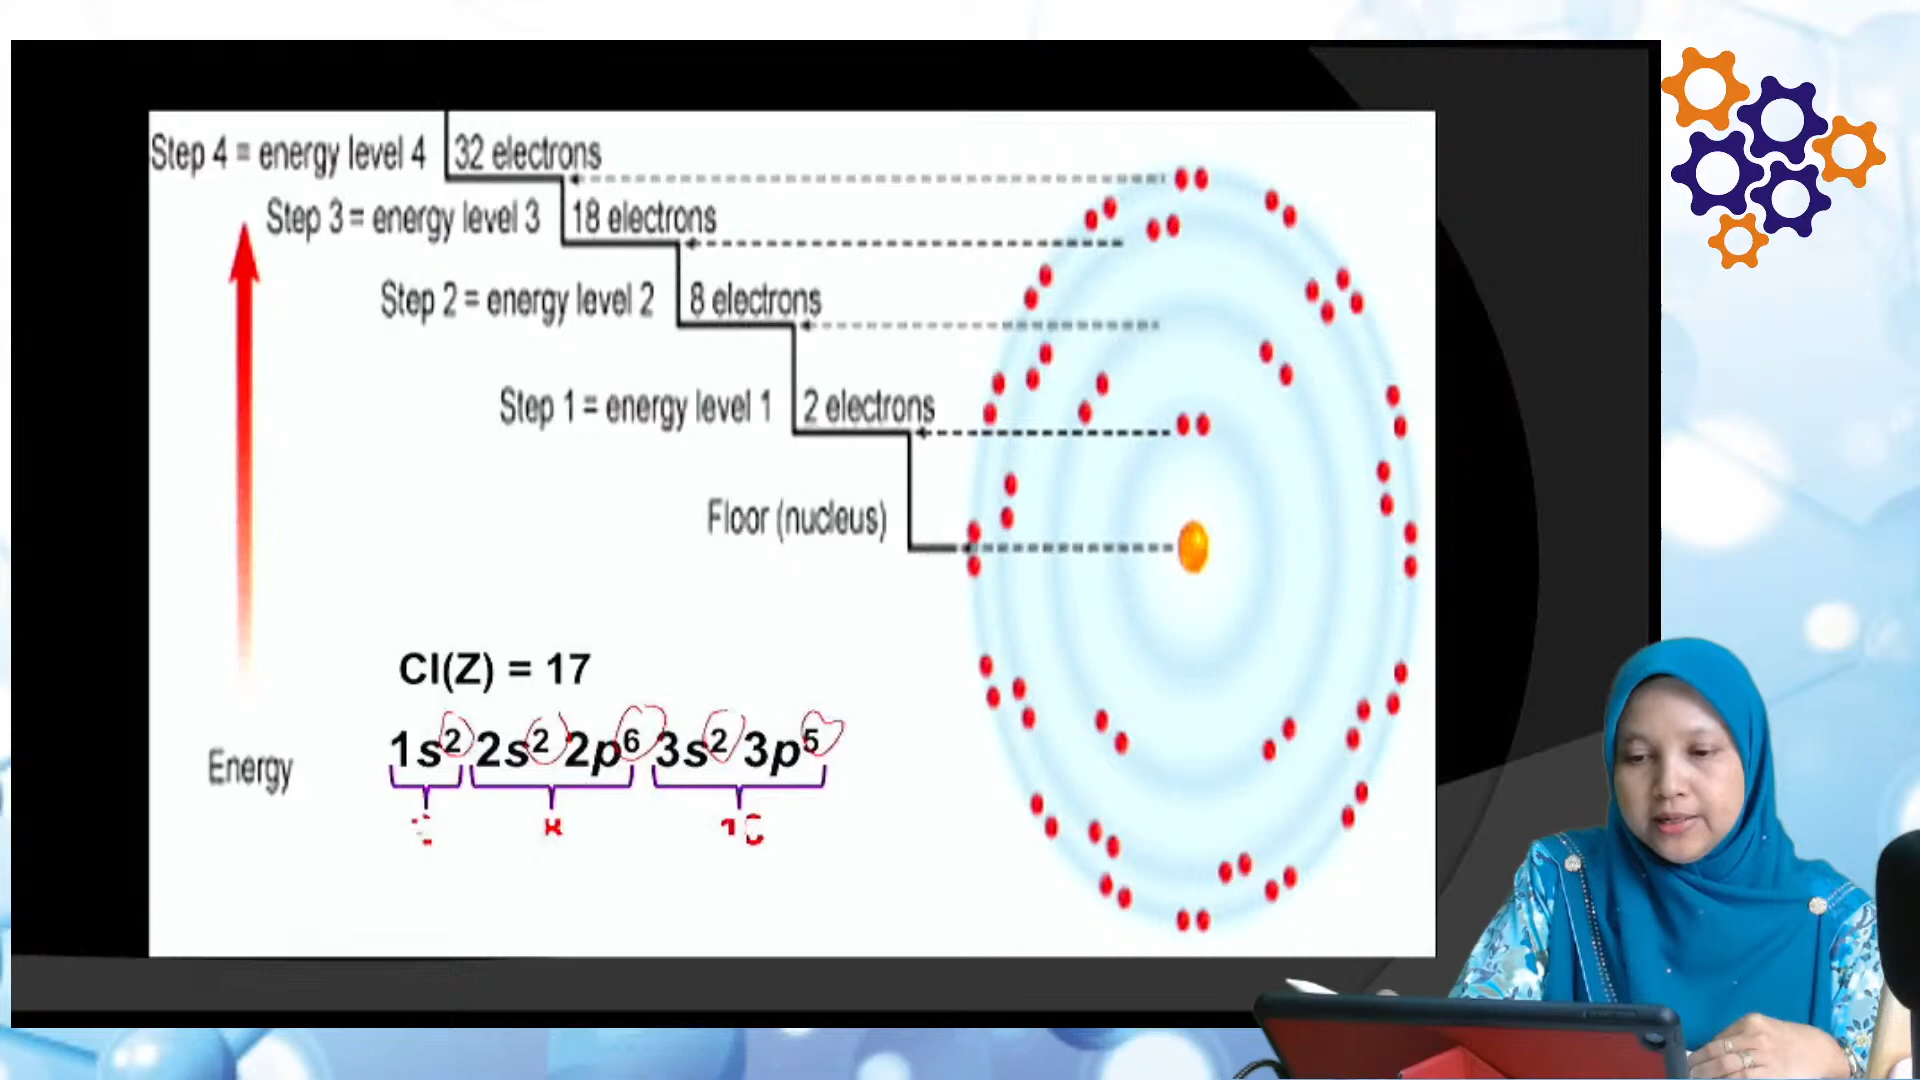 Step 4 = energy level 4 32 electrons
Step 3 = energy level 3 18 electrons
Step 2 = energy level 2 8 electrons
Step 1 = energy level 1 2 electrons
Floor (nucleus)
Cl(Z) = 17
1s² 2s² 2p⁶ 3s² 3p⁵
Energy
8